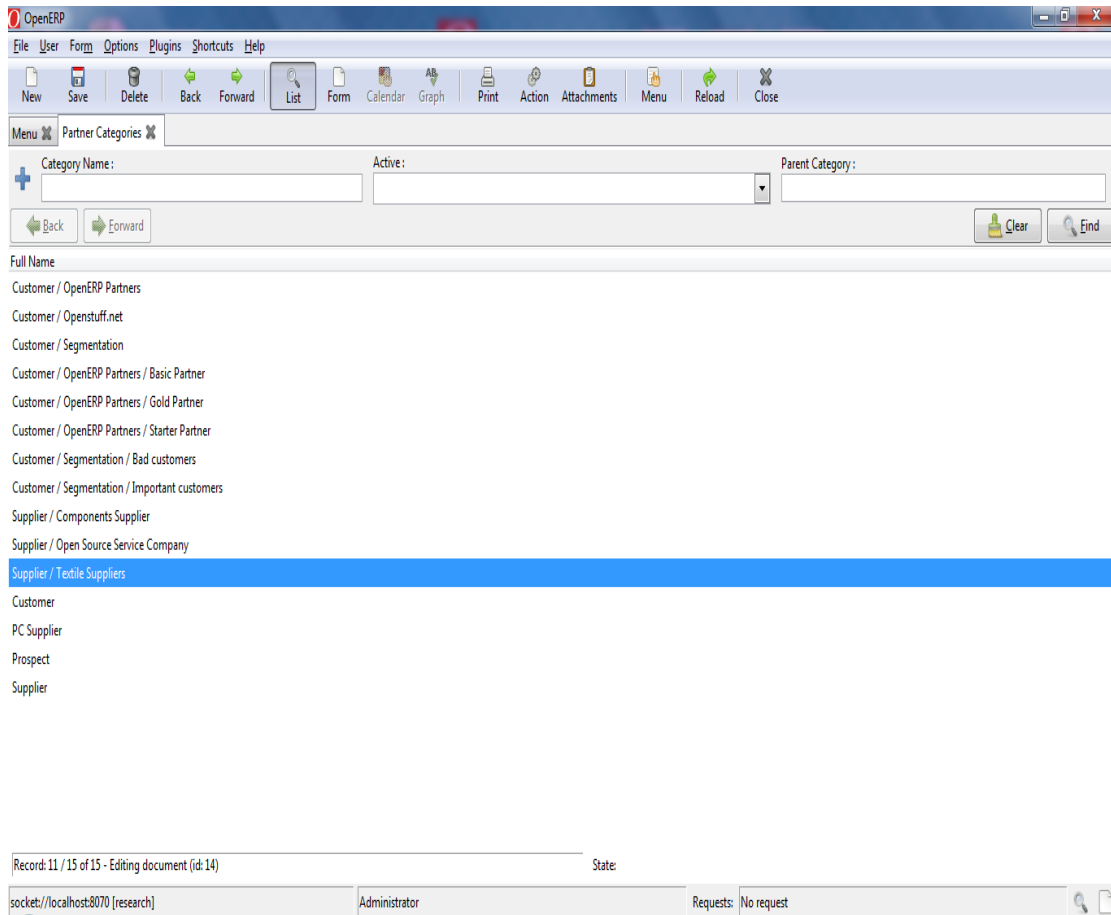 OpenERP
File User Form Options Plugins Shortcuts Help
New Save Delete Back Forward List Form Calendar Graph Print Action Attachments Menu Reload Close
Menu Partner Categories
Category Name : Active : Parent Category :
Back Forward Clear Find
Full Name
Customer / OpenERP Partners
Customer / Openstuff.net
Customer / Segmentation
Customer / OpenERP Partners / Basic Partner
Customer / OpenERP Partners / Gold Partner
Customer / OpenERP Partners / Starter Partner
Customer / Segmentation / Bad customers
Customer / Segmentation / Important customers
Supplier / Components Supplier
Supplier / Open Source Service Company
Supplier / Textile Suppliers
Customer
PC Supplier
Prospect
Supplier
Record: 11 / 15 of 15 - Editing document (id: 14) State:
socket://localhost:8070 [research] Administrator Requests: No request